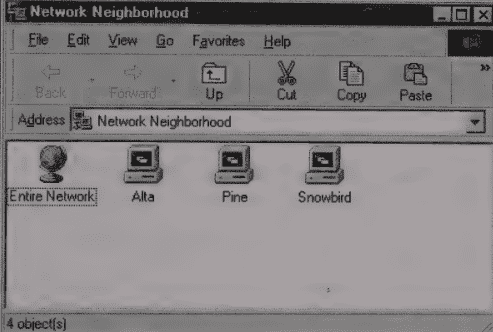 Network Neighborhood
File Edit View Go Favorites Help
Back Forward Up Cut Copy Paste »
Address Network Neighborhood
Entire Network Alta Pine Snowbird
4 object(s)